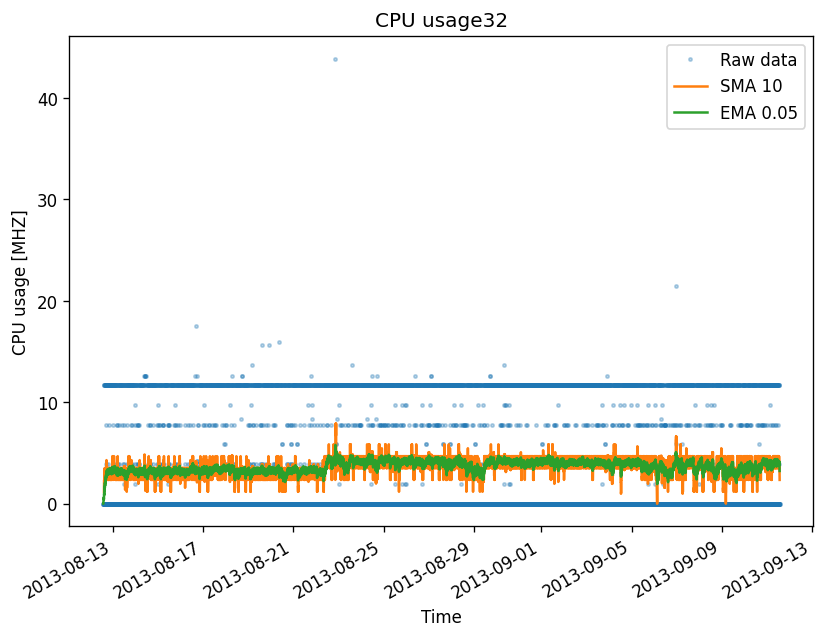 CPU usage32
Raw data
SMA 10
EMA 0.05
CPU usage [MHZ]
40
30
20
10
0
2013-08-13
2013-08-17
2013-08-21
2013-08-25
2013-08-29
2013-09-01
2013-09-05
2013-09-09
2013-09-13
Time